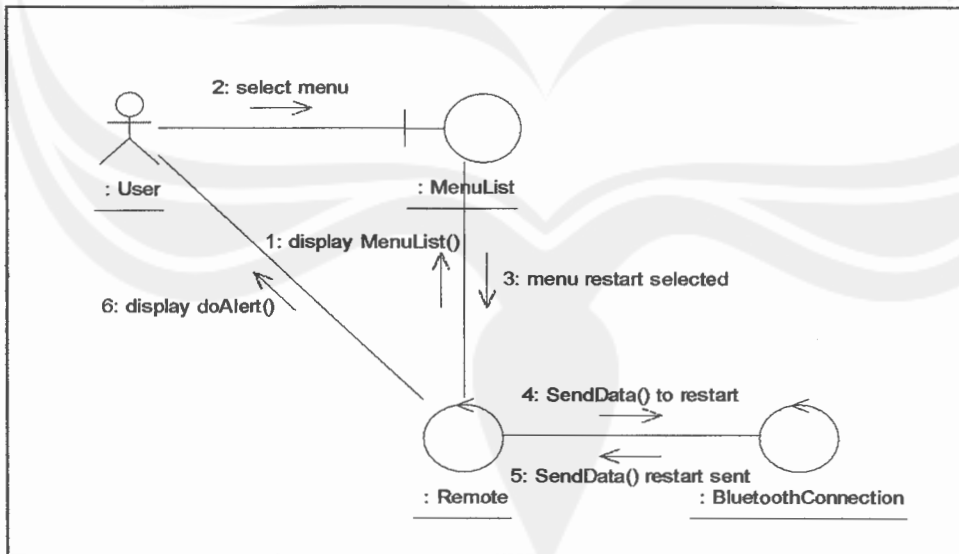 2: select menu
: User
: MenuList
1: display MenuList()
3: menu restart selected
6: display doAlert()
4: SendData() to restart
5: SendData() restart sent
: Remote
: BluetoothConnection